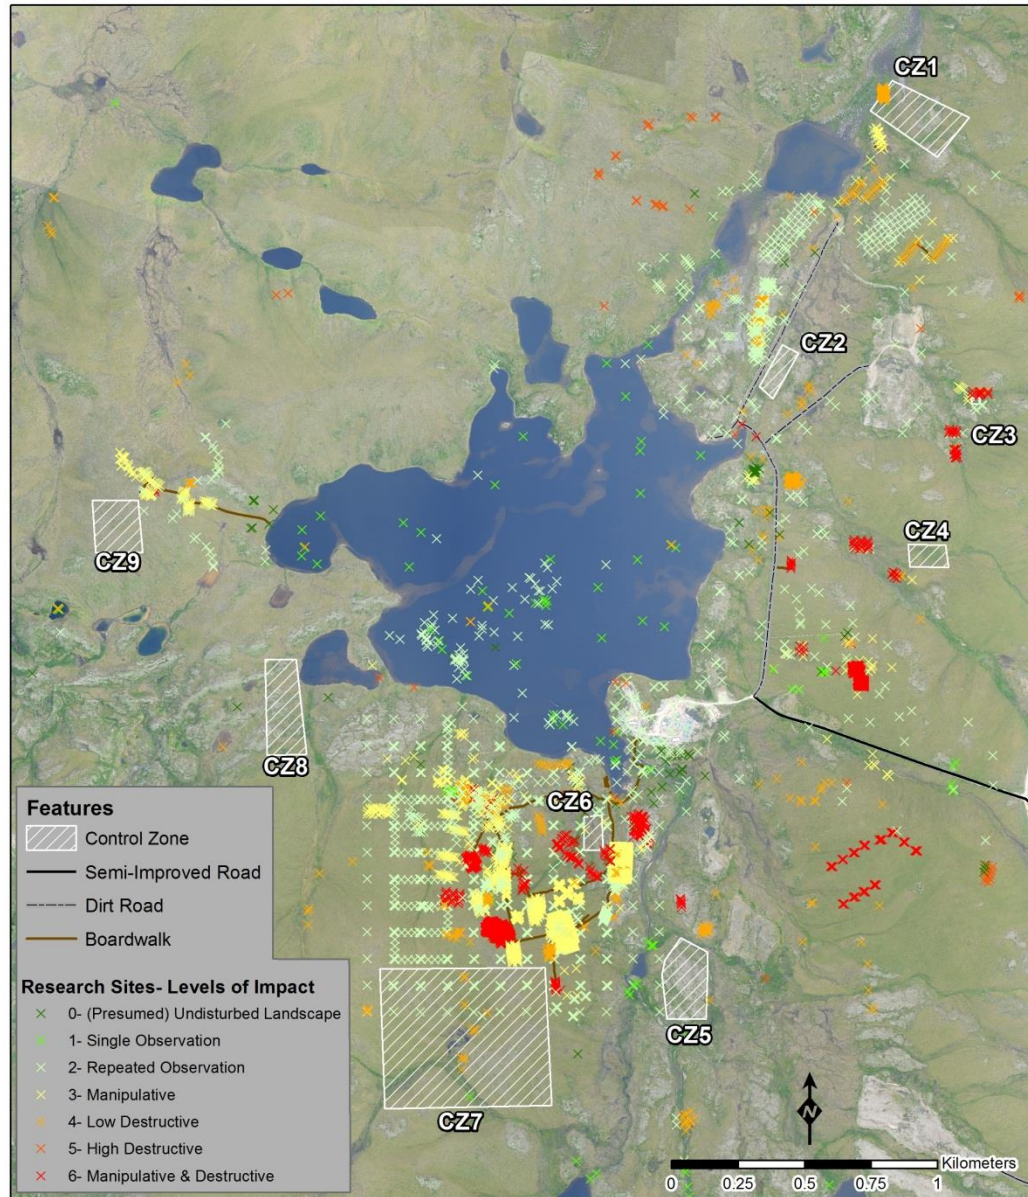 CZ1
CZ2
CZ3
CZ4
CZ9
CZ8
CZ6
CZ5
CZ7
Features
Control Zone
Semi-Improved Road
Dirt Road
Boardwalk
Research Sites- Levels of Impact
0- (Presumed) Undisturbed Landscape
1- Single Observation
2- Repeated Observation
3- Manipulative
4- Low Destructive
5- High Destructive
6- Manipulative & Destructive
N
Kilometers
0 0.25 0.5 0.75 1